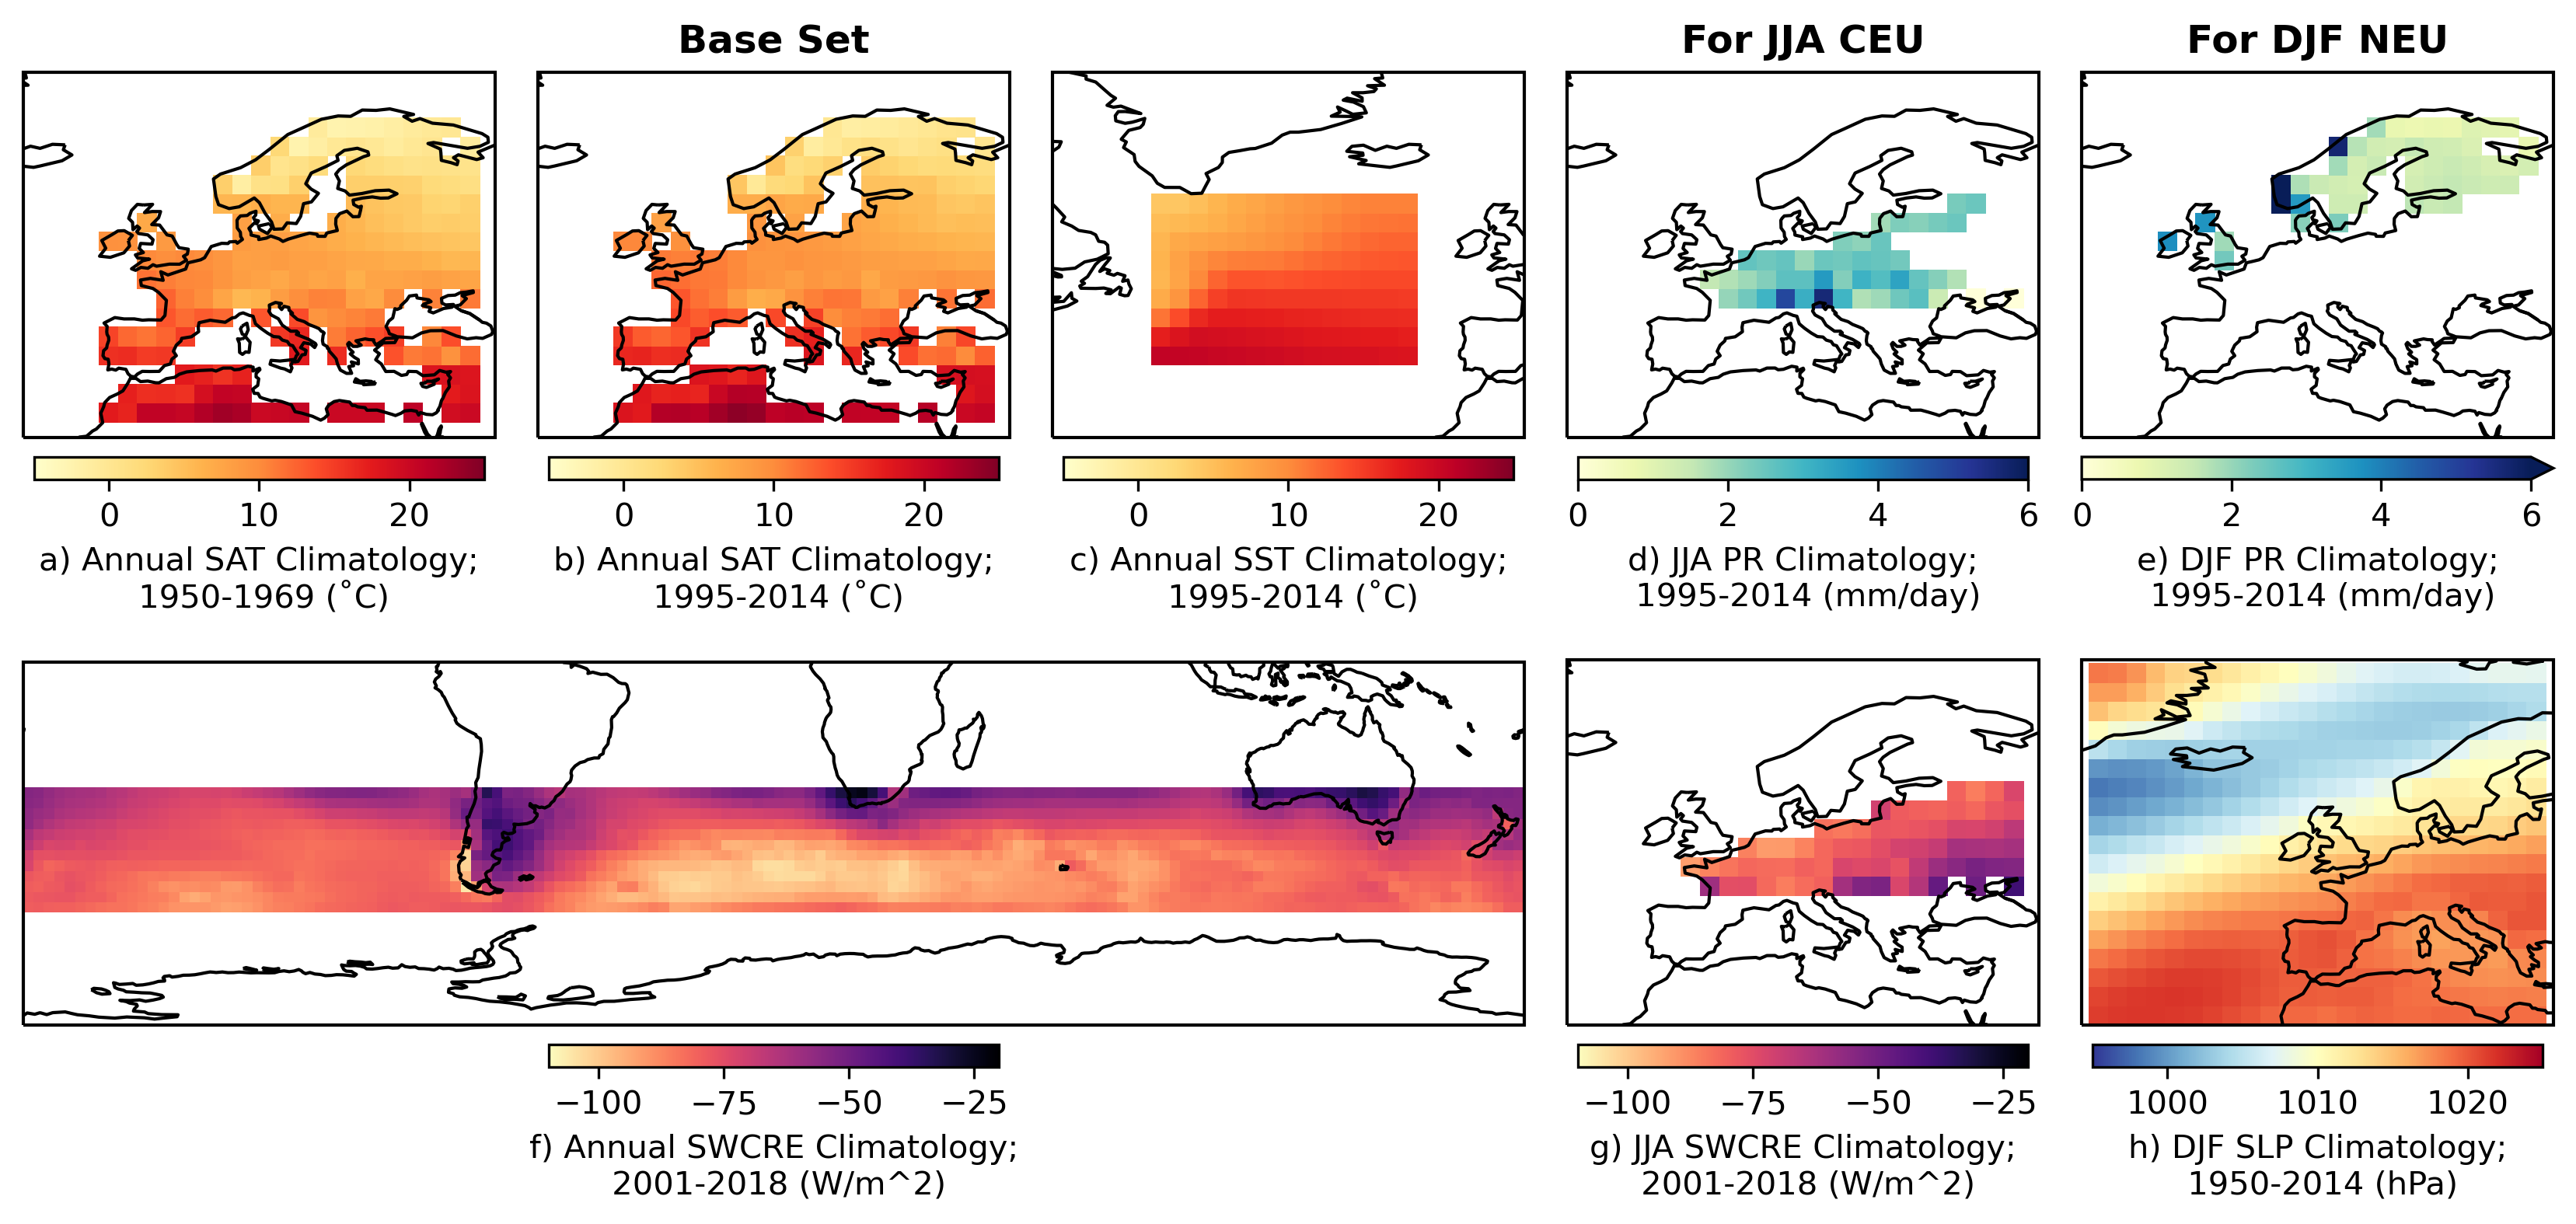 Base Set
For JJA CEU
For DJF NEU
0 10 20
0 10 20
0 10 20
0 2 4 6
0 2 4 6
a) Annual SAT Climatology;
1950-1969 (˚C)
b) Annual SAT Climatology;
1995-2014 (˚C)
c) Annual SST Climatology;
1995-2014 (˚C)
d) JJA PR Climatology;
1995-2014 (mm/day)
e) DJF PR Climatology;
1995-2014 (mm/day)
−100 −75 −50 −25
−100 −75 −50 −25
1000 1010 1020
f) Annual SWCRE Climatology;
2001-2018 (W/m^2)
g) JJA SWCRE Climatology;
2001-2018 (W/m^2)
h) DJF SLP Climatology;
1950-2014 (hPa)